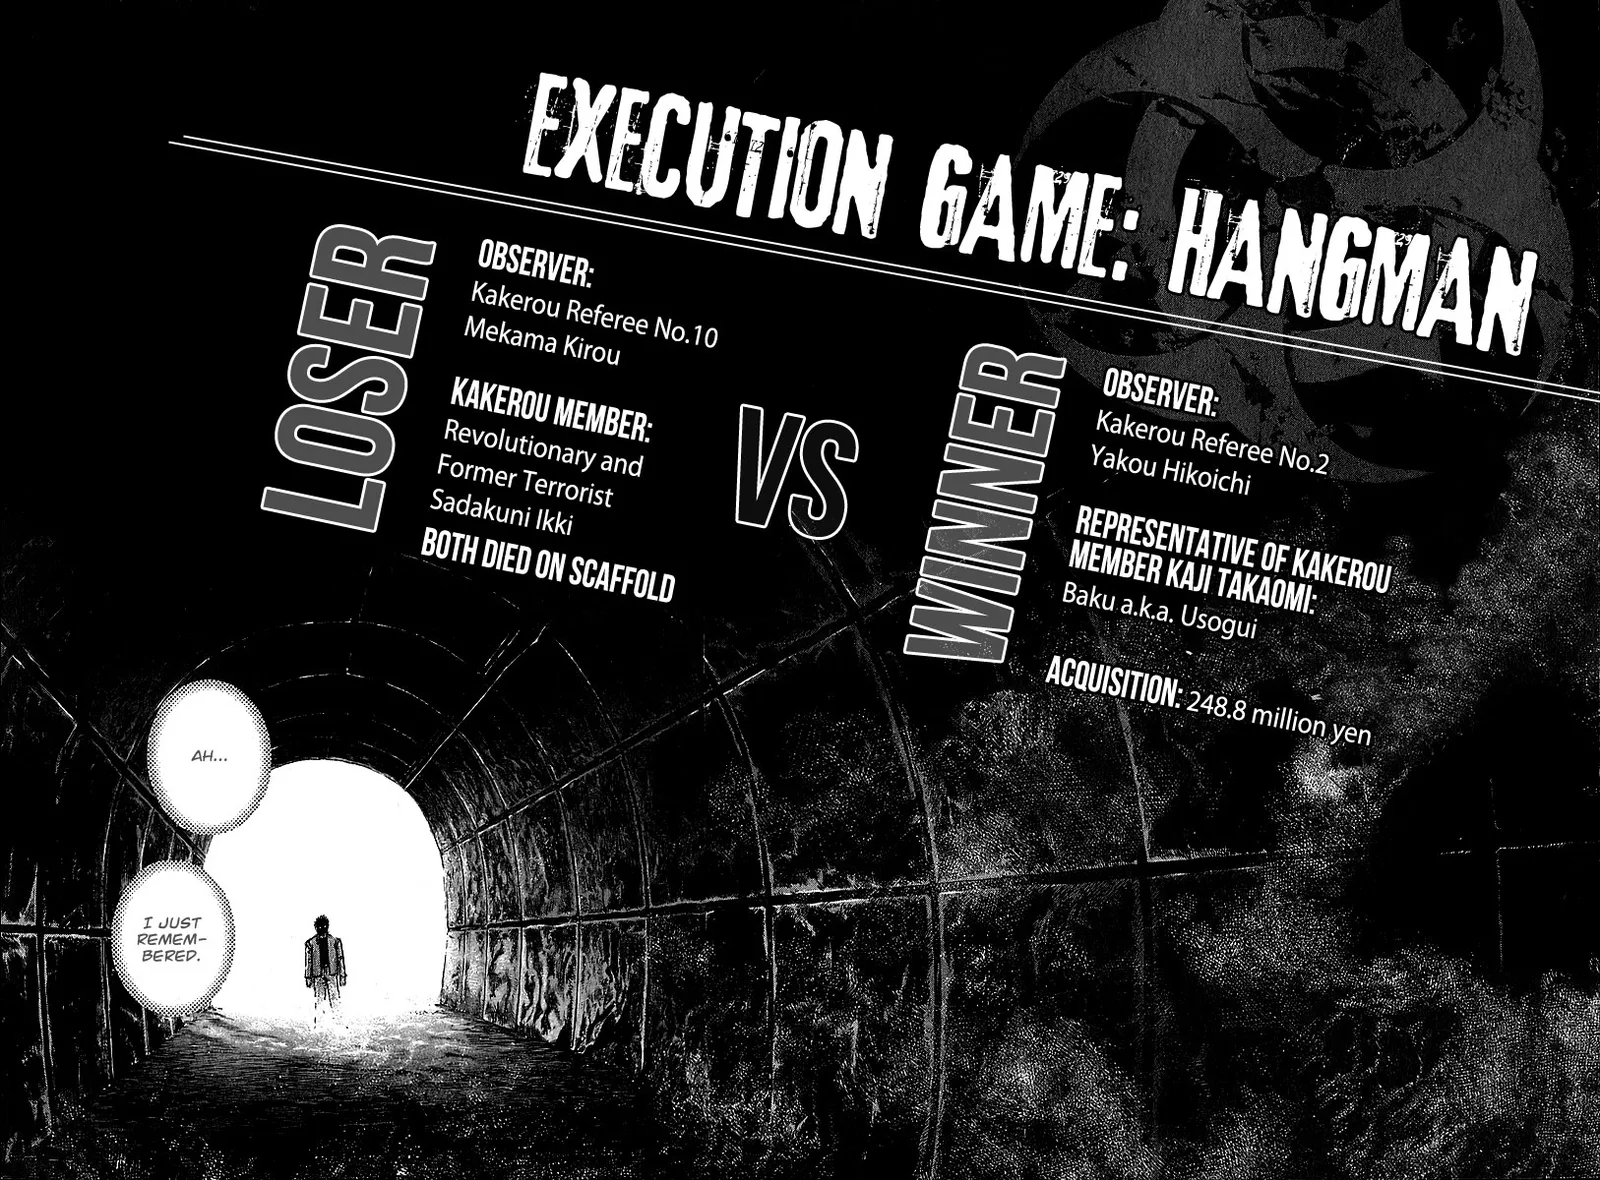 EXECUTION GAME: HANGMAN
LOSER
OBSERVER:
Kakerou Referee No.10
Mekama Kirou
KAKEROU MEMBER:
Revolutionary and
Former Terrorist
Sadakuni Ikki
BOTH DIED ON SCAFFOLD
VS
WINNER
OBSERVER:
Kakerou Referee No.2
Yakou Hikoichi
REPRESENTATIVE OF KAKEROU
MEMBER KAJI TAKAOMI:
Baku a.k.a. Usogui
ACQUISITION: 248.8 million yen
AH...
I JUST
REMEM-
BERED.